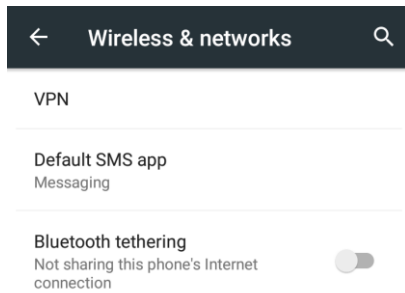 Wireless & networks
VPN
Default SMS app
Messaging
Bluetooth tethering
Not sharing this phone's Internet
connection